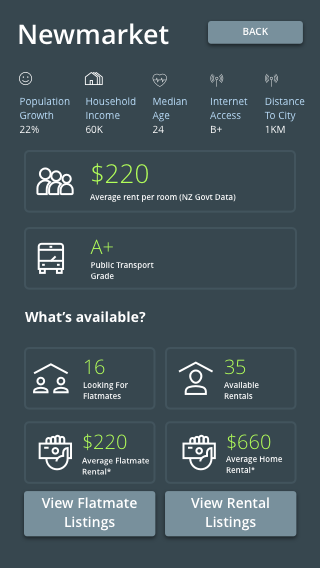 Newmarket
BACK
Population Growth
22%
Household Income
60K
Median Age
24
Internet Access
B+
Distance To City
1KM
$220
Average rent per room (NZ Govt Data)
A+
Public Transport
Grade
What's available?
16
Looking For
Flatmates
35
Available
Rentals
$220
Average Flatmate
Rental*
$660
Average Home
Rental*
View Flatmate
Listings
View Rental
Listings